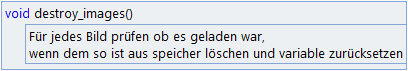 void destroy_images()
Für jedes Bild prüfen ob es geladen war,
wenn dem so ist aus speicher löschen und variable zurücksetzen